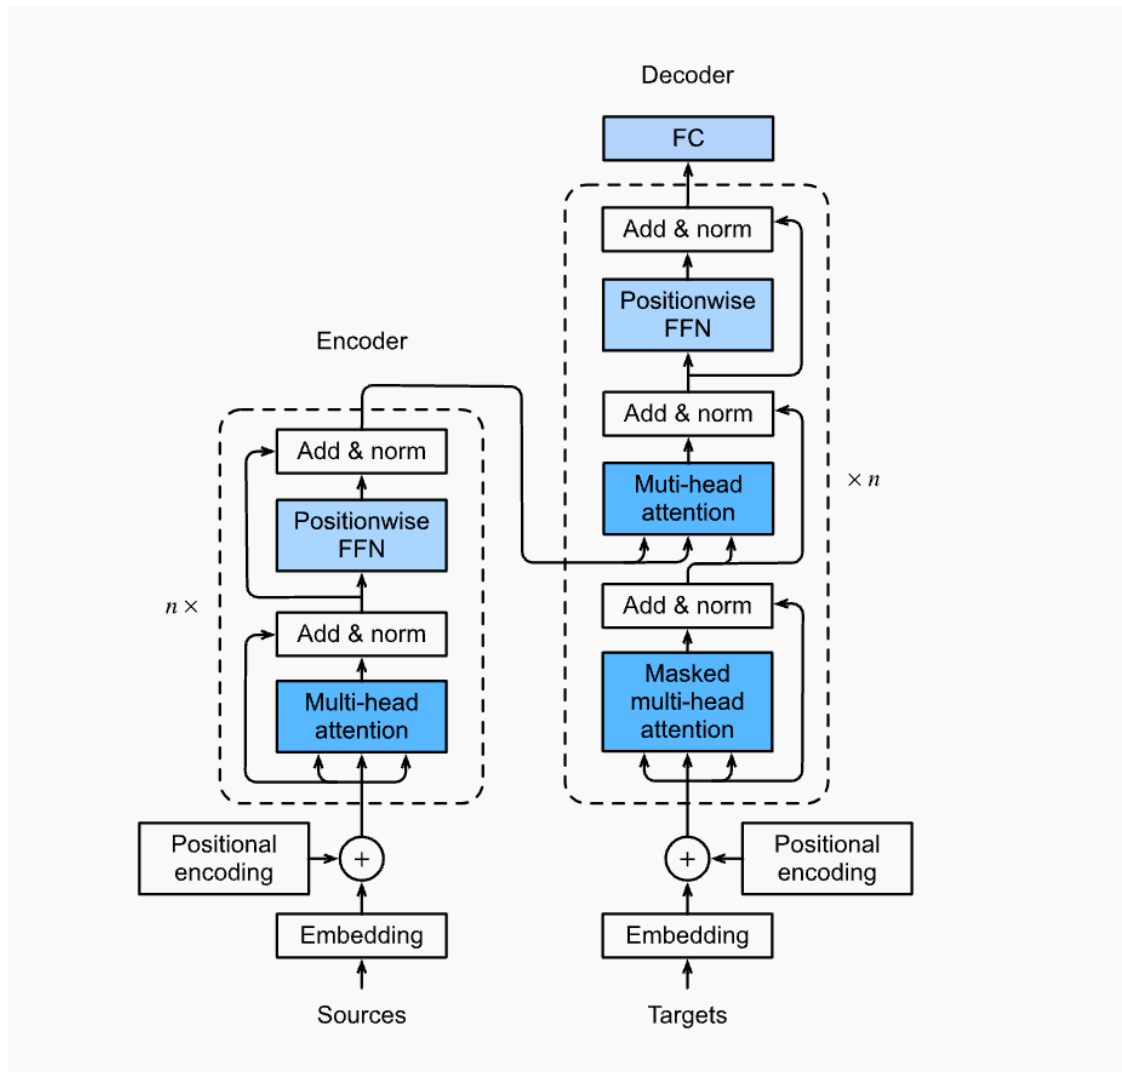 Decoder
FC
Add & norm
Positionwise
FFN
Add & norm
Muti-head
attention
× n
Add & norm
Masked
multi-head
attention
Positional
encoding
+
Embedding
Targets
Encoder
Add & norm
Positionwise
FFN
n ×
Add & norm
Multi-head
attention
Positional
encoding
+
Embedding
Sources